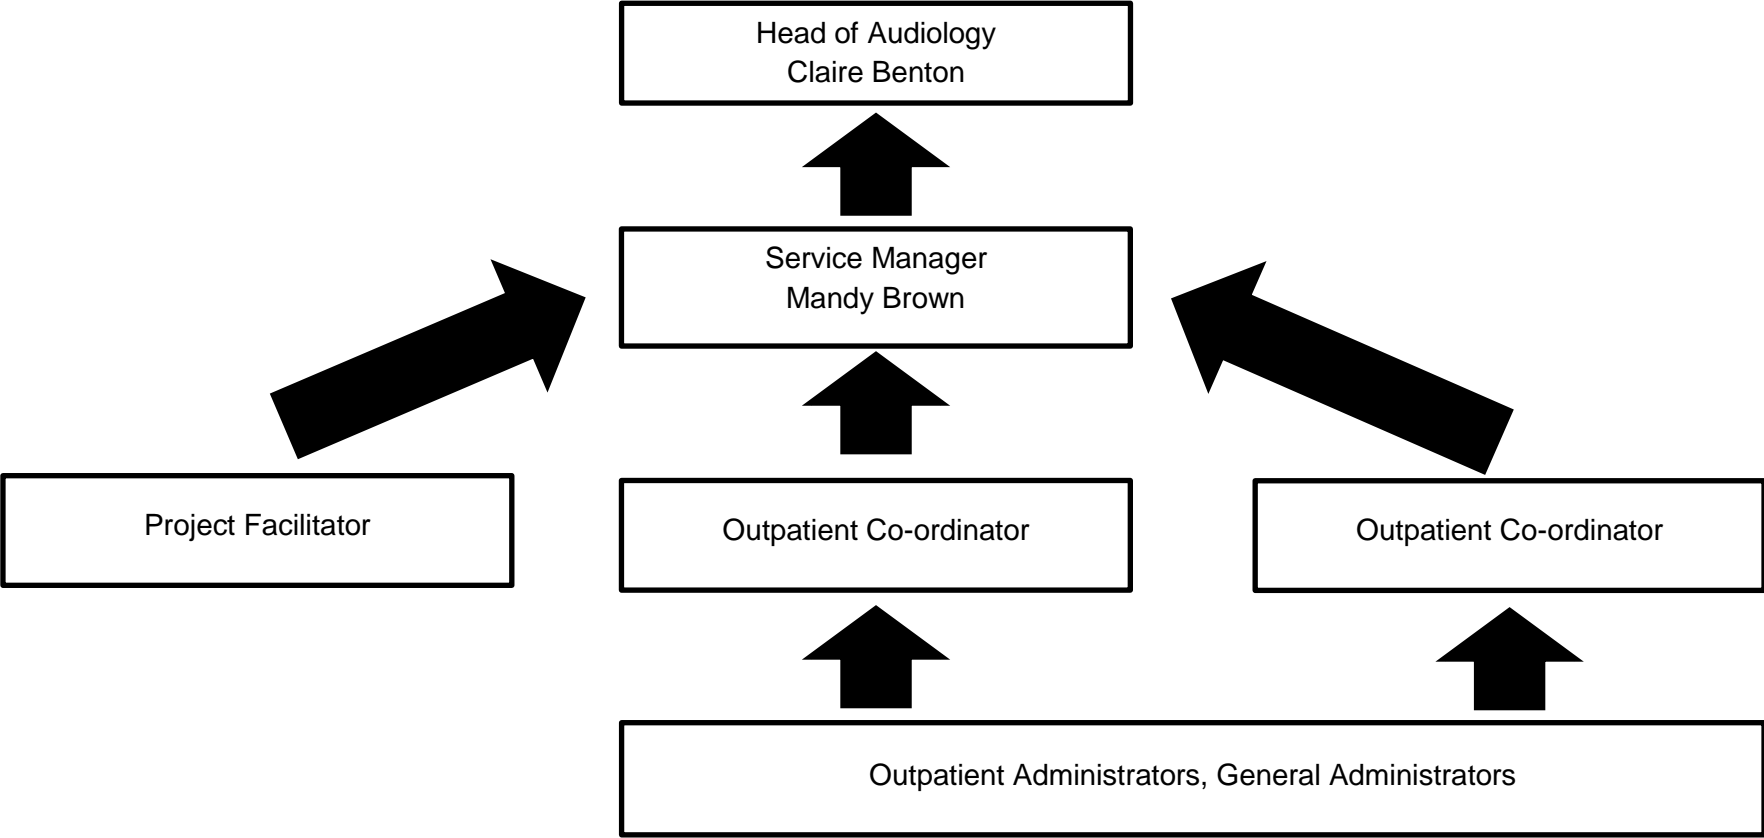 Head of Audiology
Claire Benton
Service Manager
Mandy Brown
Project Facilitator
Outpatient Co-ordinator
Outpatient Co-ordinator
Outpatient Administrators, General Administrators